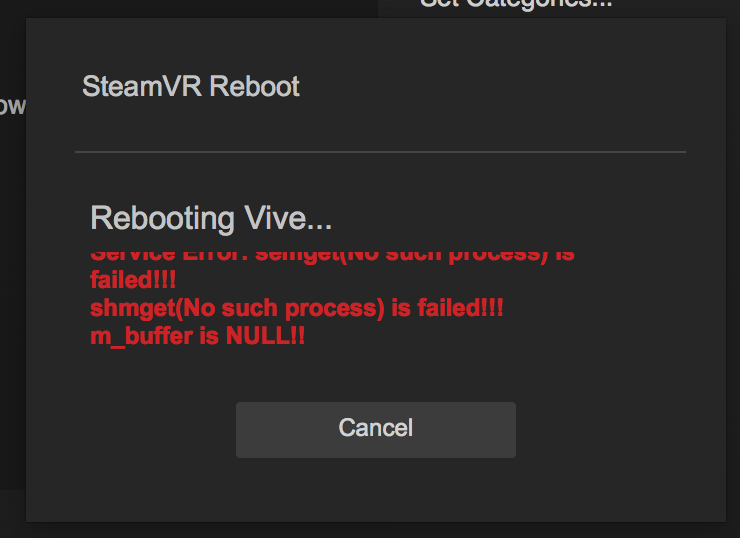 Set Categories...
ow
SteamVR Reboot
Rebooting Vive...
Service Error: semget(No such process) is
failed!!!
shmget(No such process) is failed!!!
m_buffer is NULL!!
Cancel